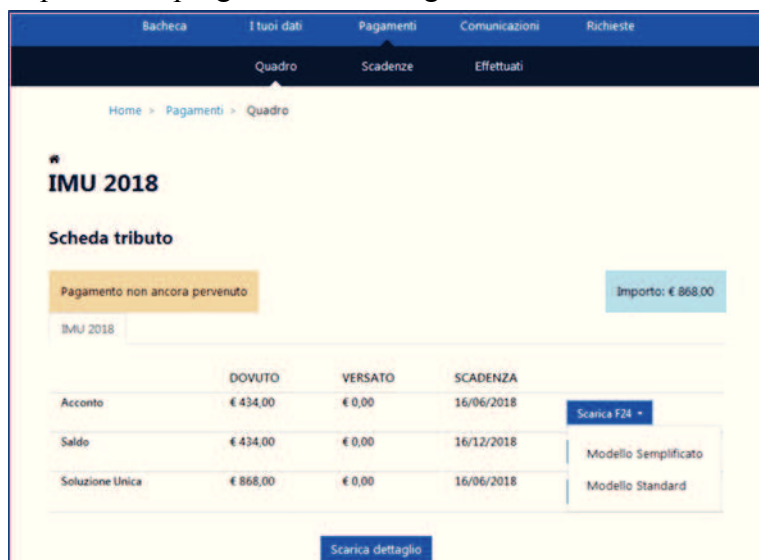 Bacheca I tuoi dati Pagamenti Comunicazioni Richieste
Quadro Scadenze Effettuati
Home > Pagamenti > Quadro
IMU 2018
Scheda tributo
Pagamento non ancora pervenuto Importo: € 868,00
IMU 2018
DOVUTO VERSATO SCADENZA
Acconto € 434,00 € 0,00 16/06/2018 Scarica F24
Saldo € 434,00 € 0,00 16/12/2018 Modello Semplificato
Soluzione Unica € 868,00 € 0,00 16/06/2018 Modello Standard
Scarica dettaglio